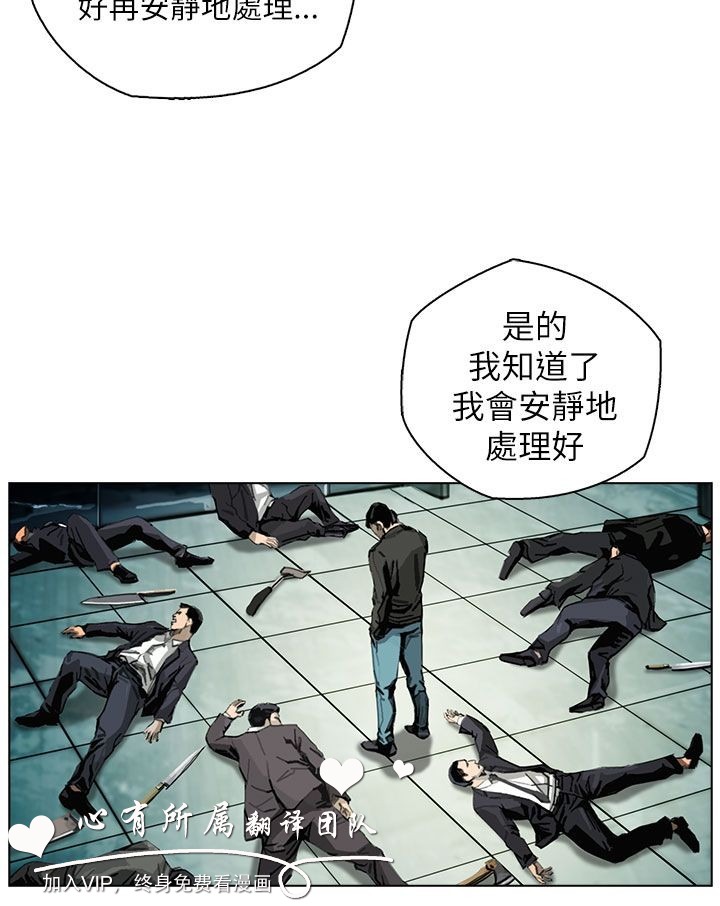 好再安靜地處理...
是的
我知道了
我會安靜地
處理好
心有所属翻译团队
加入VIP，终身免费看漫画